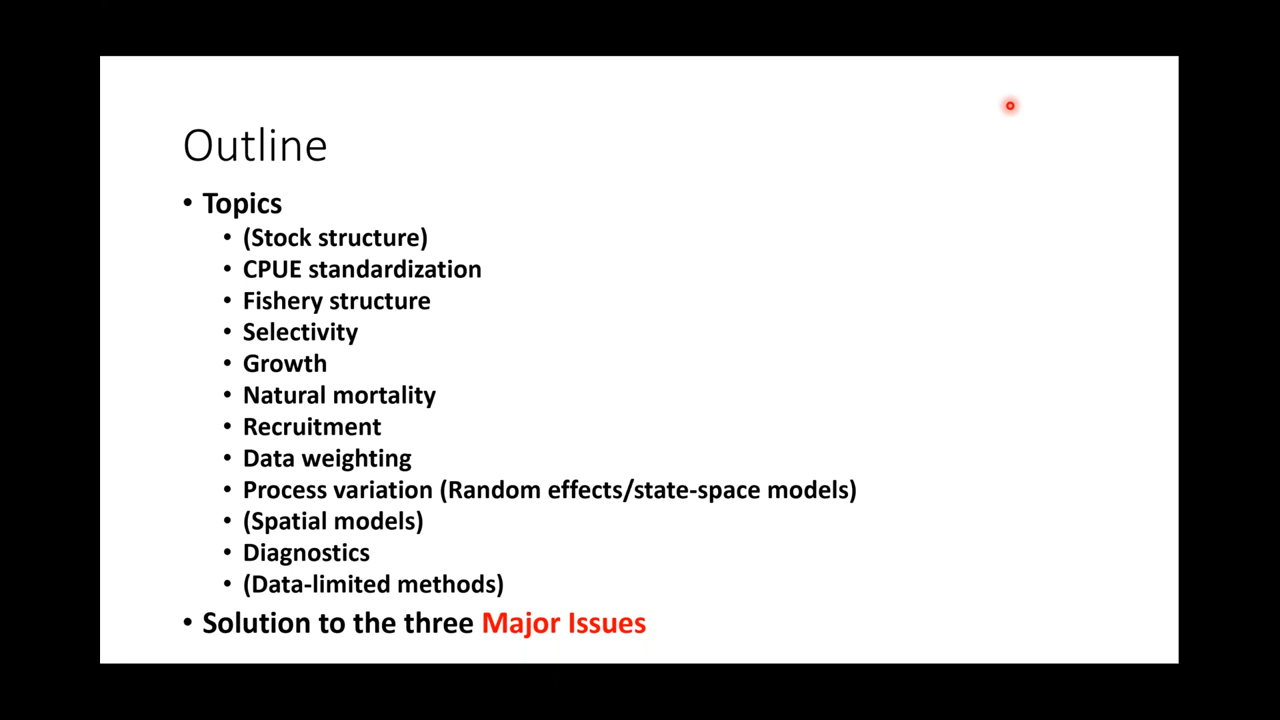 Outline
• Topics
• (Stock structure)
• CPUE standardization
• Fishery structure
• Selectivity
• Growth
• Natural mortality
• Recruitment
• Data weighting
• Process variation (Random effects/state-space models)
• (Spatial models)
• Diagnostics
• (Data-limited methods)
• Solution to the three Major Issues